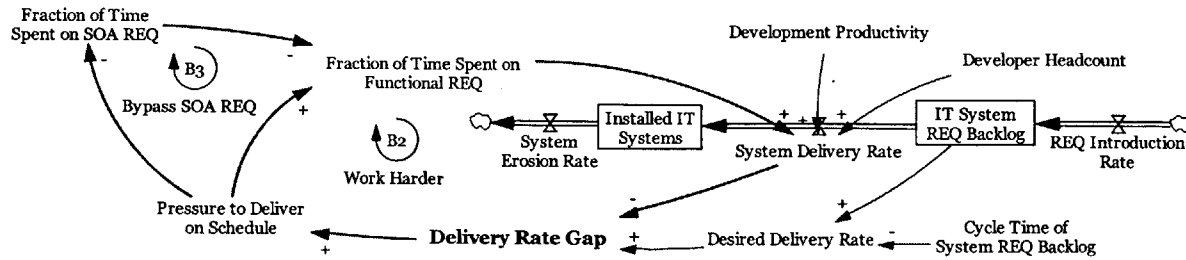 Fraction of Time
Spent on SOA REQ
-
B3
Bypass SOA REQ
-
+
Fraction of Time Spent on
Functional REQ
B2
Work Harder
Development Productivity
Developer Headcount
+
+
+
Installed IT
Systems
System
Erosion Rate
System Delivery Rate
IT System
REQ Backlog
REQ Introduction
Rate
Pressure to Deliver
on Schedule
+
Delivery Rate Gap
-
+
Desired Delivery Rate
+
-
Cycle Time of
System REQ Backlog